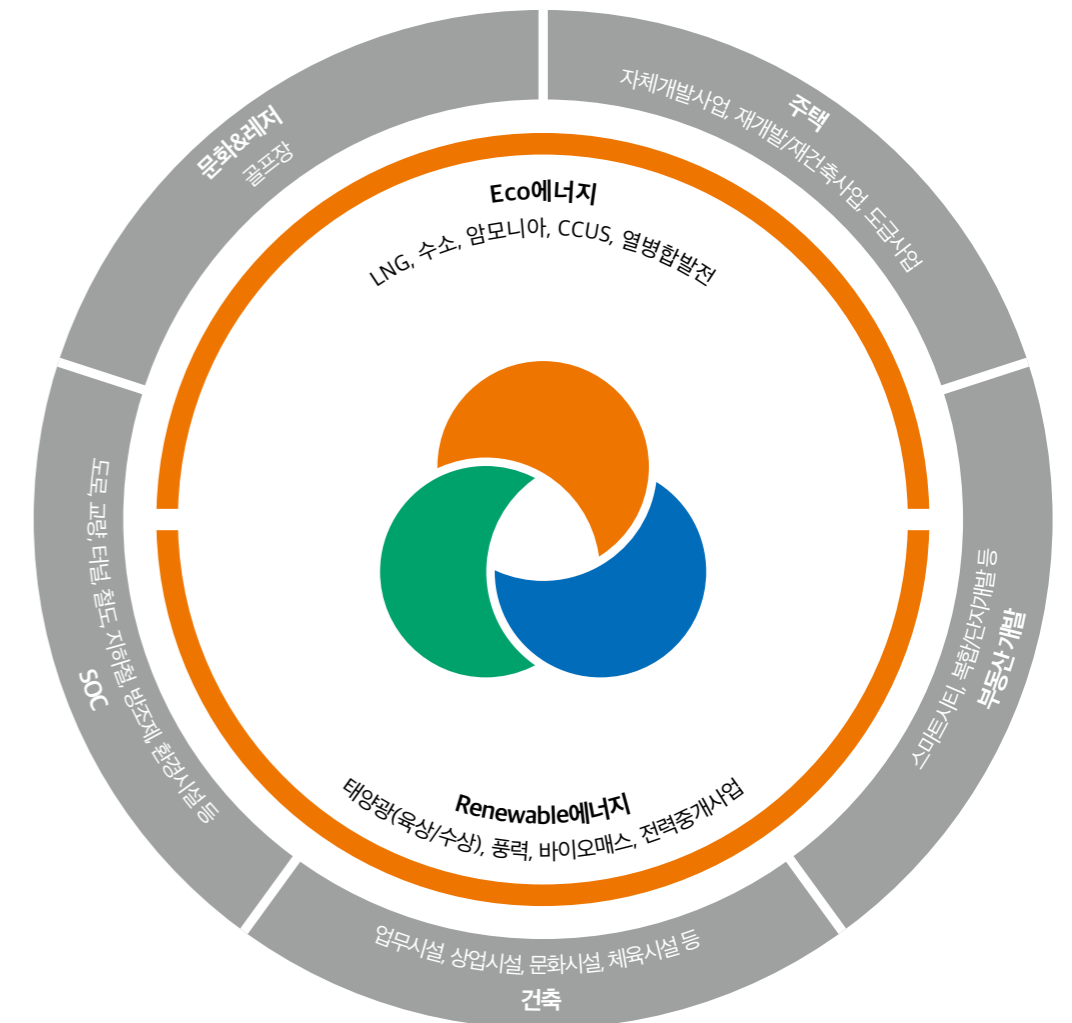 문화&레저
골프장
주택
자체개발사업, 재개발/재건축사업, 도급사업
Eco에너지
LNG, 수소, 암모니아, CCUS, 열병합발전
SOC
도로, 교량, 터널, 철도, 지하철, 방조제, 환경시설 등
부동산 개발
스마트시티, 복합/단지개발 등
Renewable에너지
태양광(육상/수상), 풍력, 바이오매스, 전력중개사업
업무시설, 상업시설, 문화시설, 체육시설 등
건축